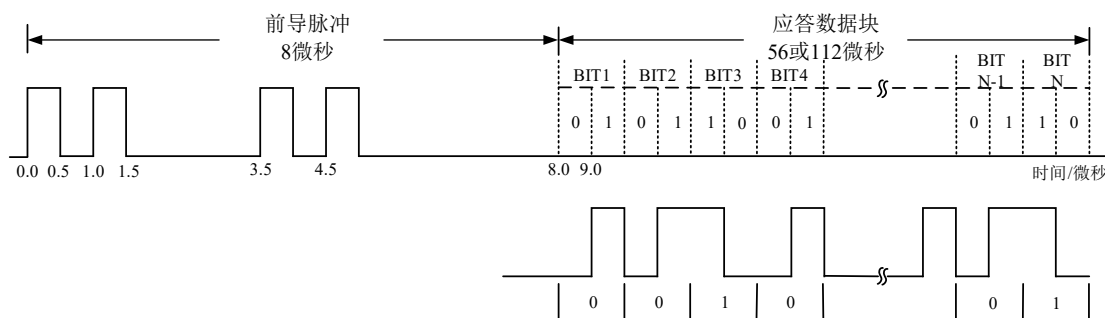 前导脉冲
8微秒
应答数据块
56或112微秒
BIT1 BIT2 BIT3 BIT4 BIT N-1 BIT N
0 1 0 1 1 0 0 1 0 1 1 0
0.0 0.5 1.0 1.5 3.5 4.5 8.0 9.0 时间/微秒
0 0 1 0 0 1